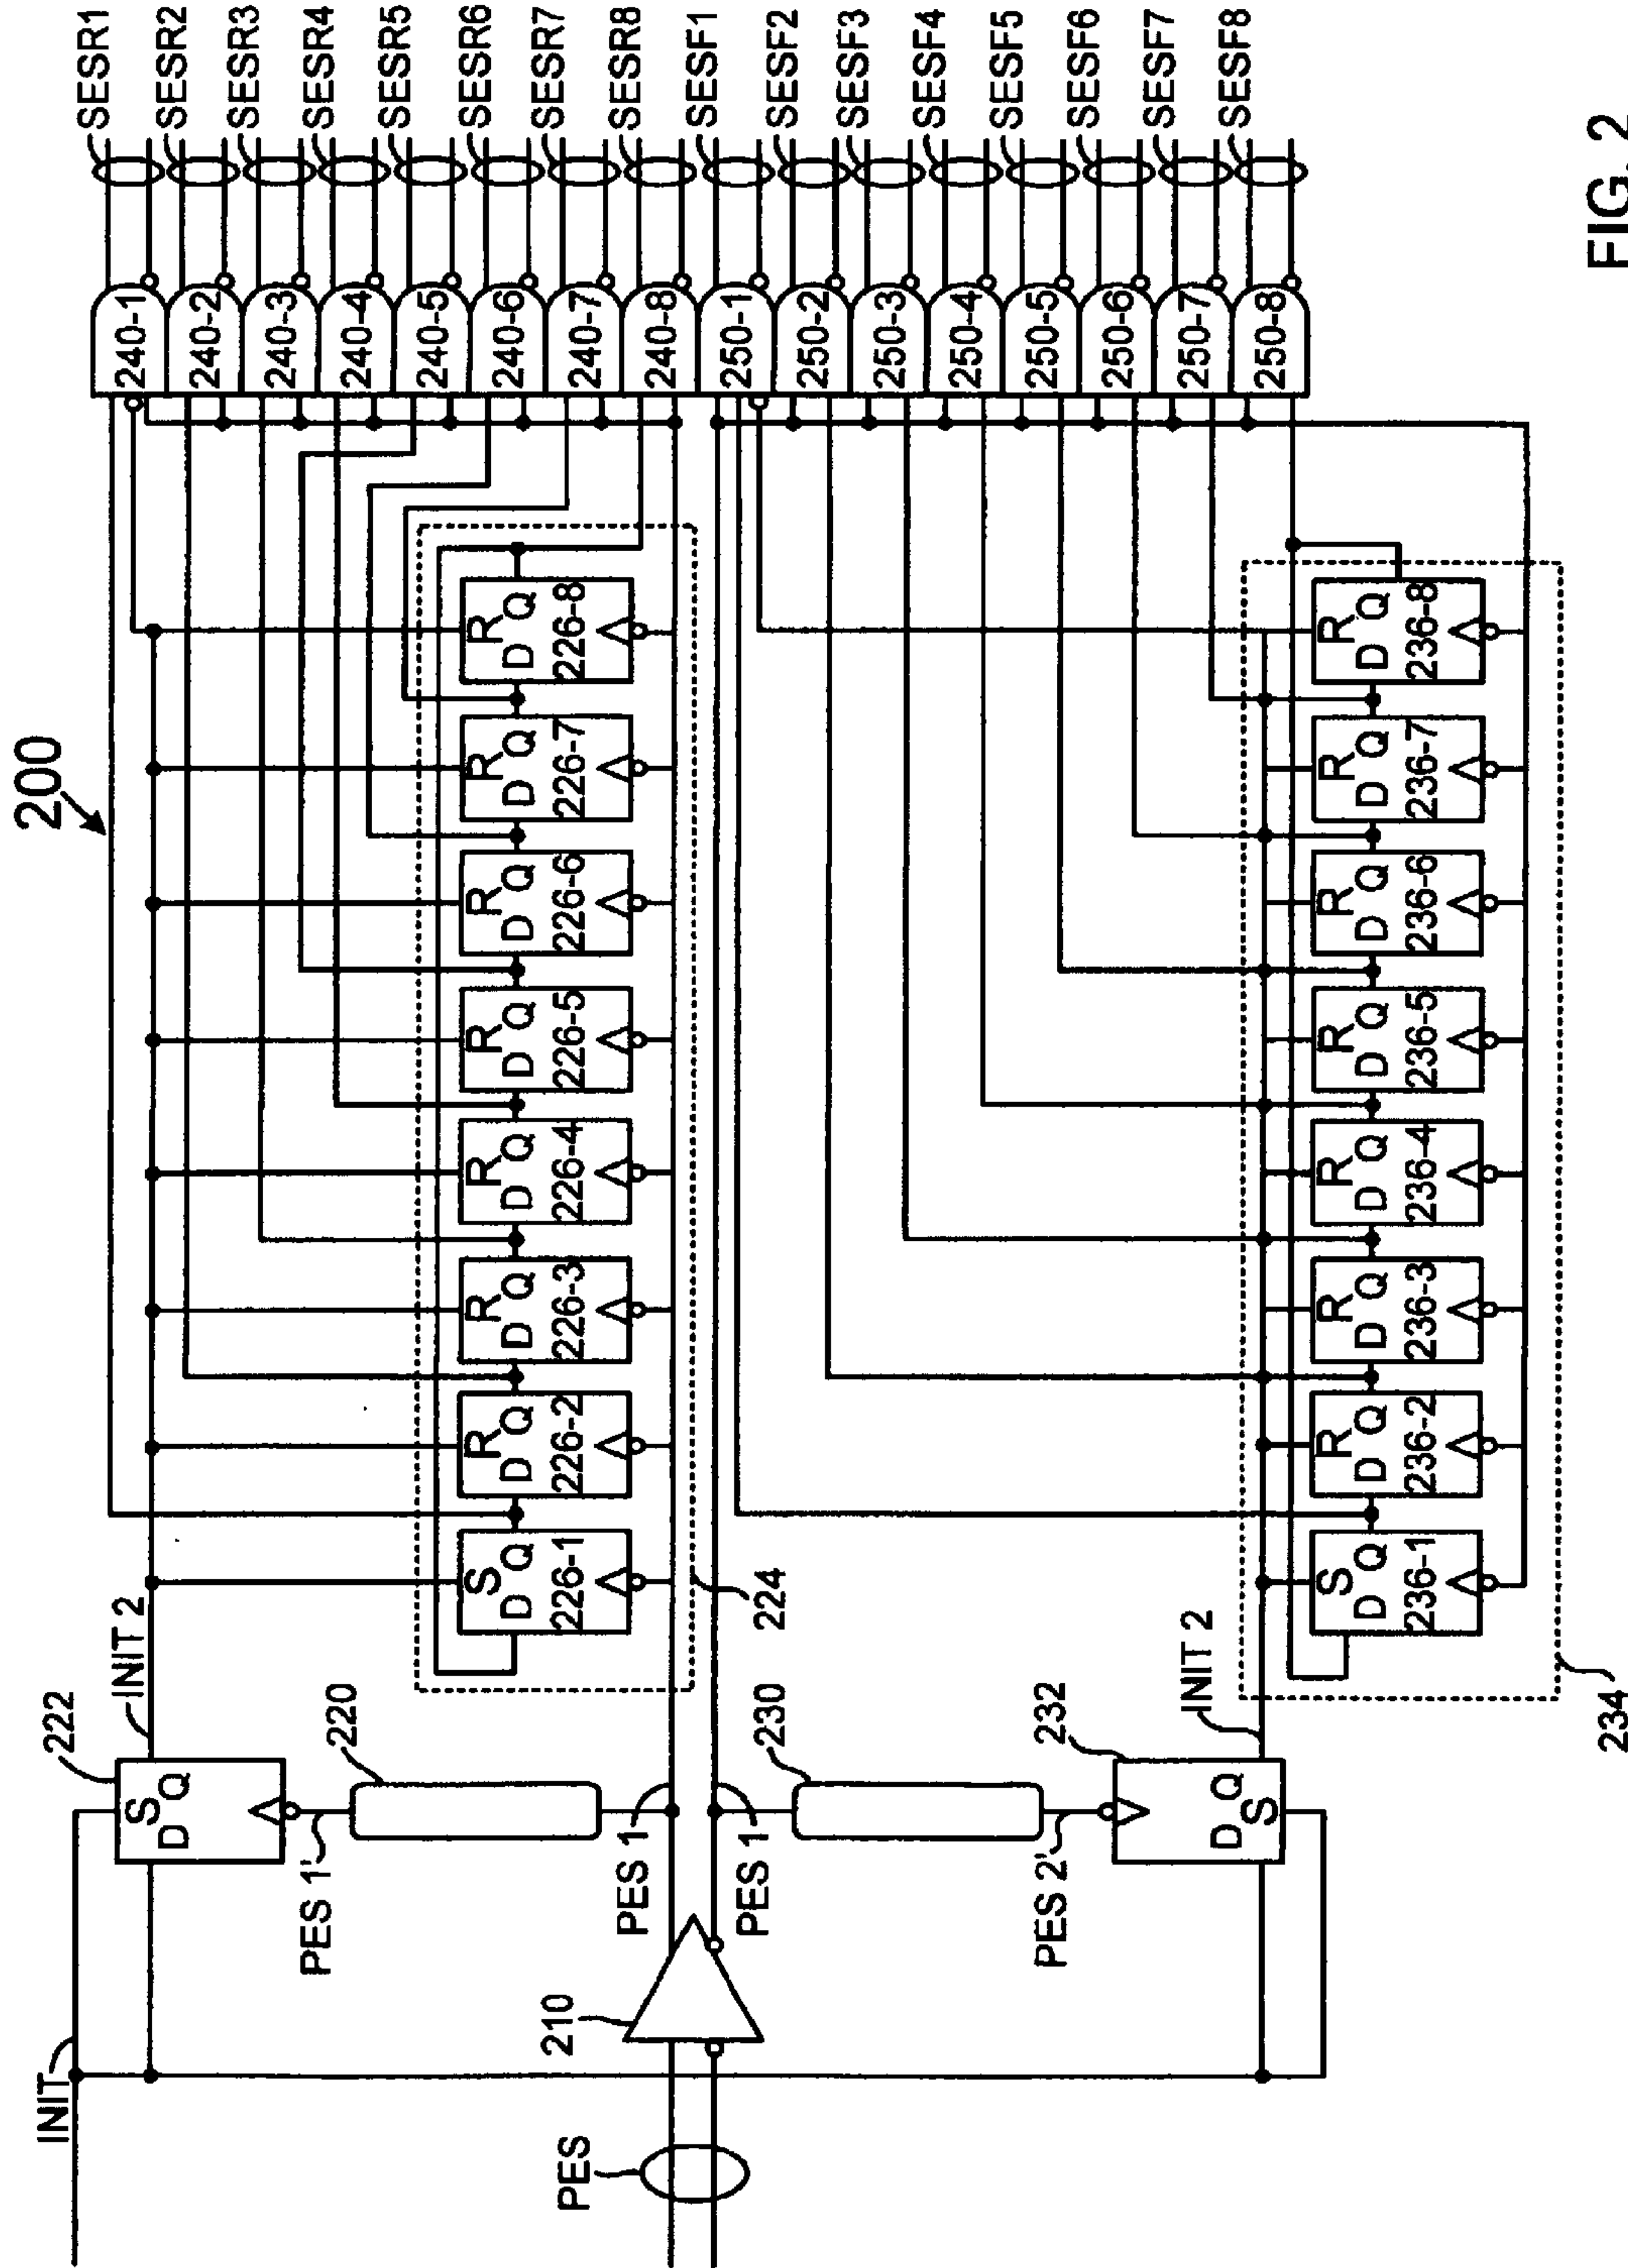 200
INIT
222
INIT 2
S
D Q
PES 1'
220
PES 1
210
PES
PES 1
230
PES 2'
232
D Q
S
INIT 2
224
S
D Q
226-1
R
D Q
226-2
R
D Q
226-3
R
D Q
226-4
R
D Q
226-5
R
D Q
226-6
R
D Q
226-7
R
D Q
226-8
234
S
D Q
236-1
R
D Q
236-2
R
D Q
236-3
R
D Q
236-4
R
D Q
236-5
R
D Q
236-6
R
D Q
236-7
R
D Q
236-8
240-1
240-2
240-3
240-4
240-5
240-6
240-7
240-8
250-1
250-2
250-3
250-4
250-5
250-6
250-7
250-8
SESR1
SESR2
SESR3
SESR4
SESR5
SESR6
SESR7
SESR8
SESF1
SESF2
SESF3
SESF4
SESF5
SESF6
SESF7
SESF8
FIG. 2